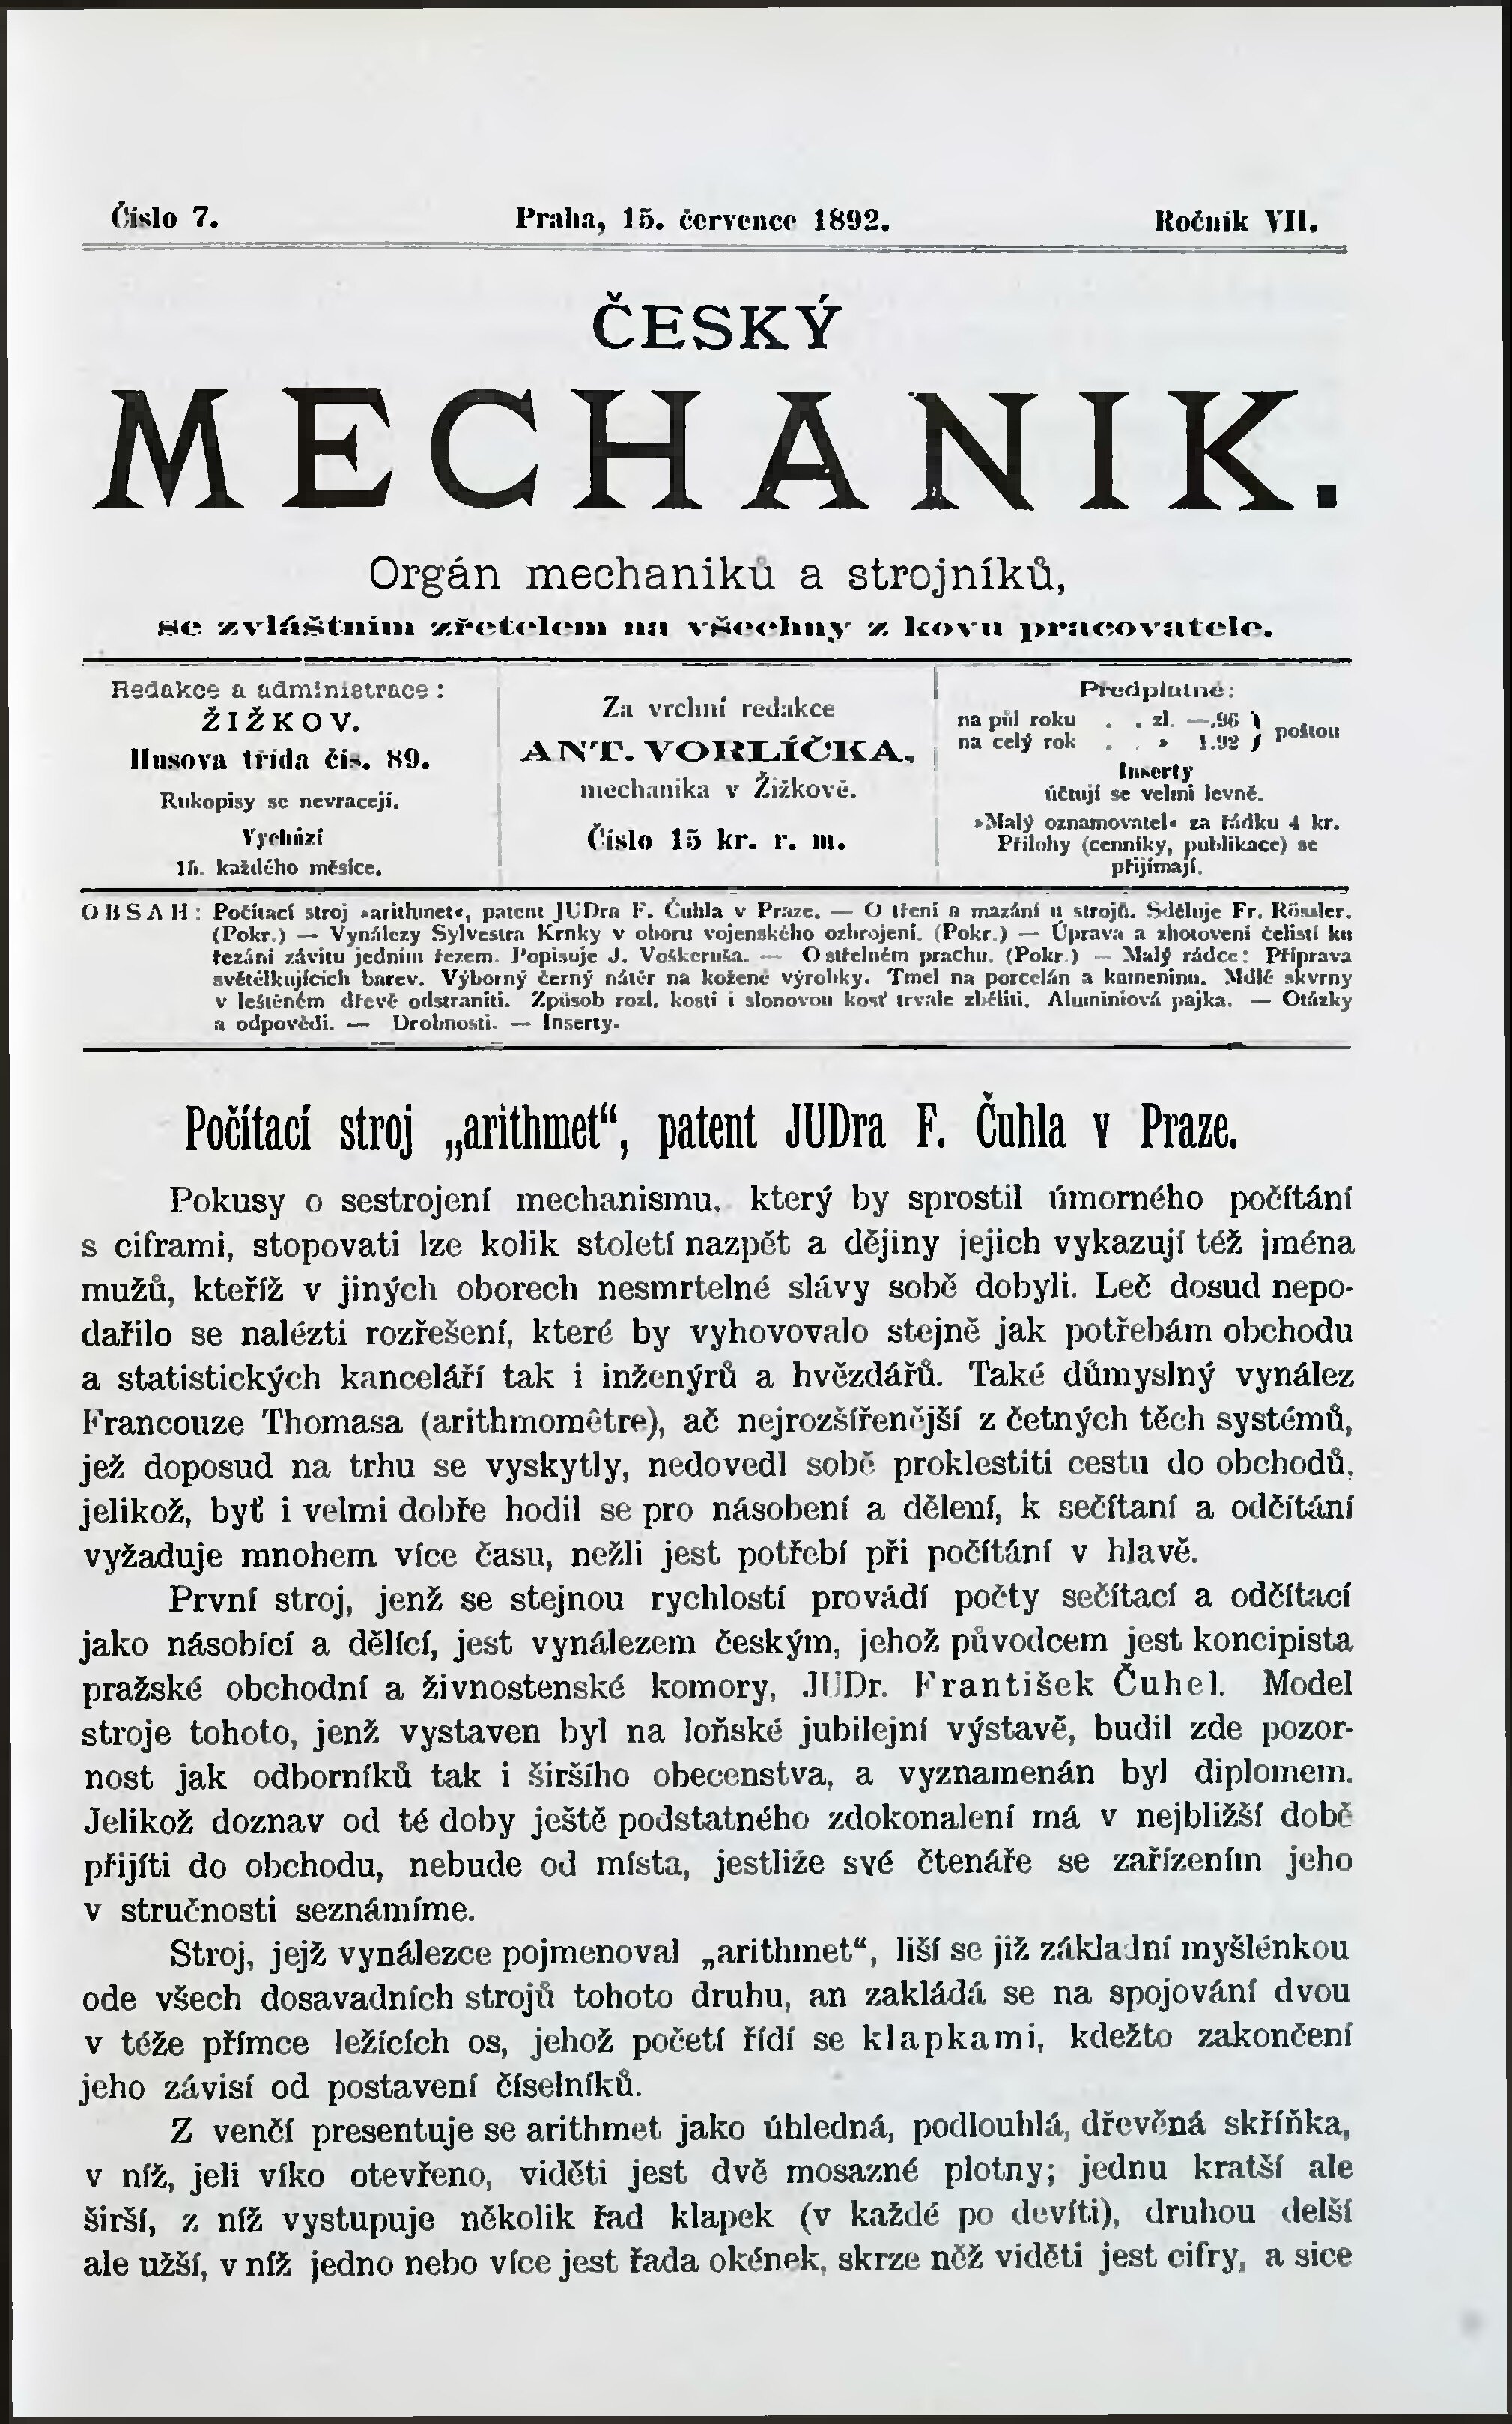 Číslo 7. Praha, 15. července 1892. Ročník VII.
ČESKÝ
MECHANIK.
Orgán mechaniků a strojníků,
se zvláštním zřetelem na všechny z kovu pracovatele.
Redakce a administrace:
ŽIŽKOV.
Husova třída čis. 89.
Rukopisy se nevracejí.
Vychází
15. každého měsíce.
Za vrchní redakce
ANT. VORLÍČKA,
mechanika v Žižkově.
Číslo 15 kr. r. m.
Předplatné:
na půl roku . . zl. —.96 } poštou
na celý rok . . » 1.92
Inserty
účtují se velmi levně.
»Malý oznamovatel« za řádku 4 kr.
Přílohy (cenníky, publikace) se
přijímají.
OBSAH: Počítací stroj »arithmet«, patent JUDra F. Čuhla v Praze. — O tření a mazání u strojů. Sděluje Fr. Rössler.
(Pokr.) — Vynálezy Sylvestra Krnky v oboru vojenského ozbrojení. (Pokr.) — Úprava a zhotovení čelistí ku
řezání závitu jedním řezem. Popisuje J. Voškeruša. — O střelném prachu. (Pokr.) — Malý rádce: Příprava
světélkujících barev. Výborný černý nátěr na kožené výrobky. Tmel na porcelán a kameninu. Mdlé skvrny
v leštěném dřevě odstraniti. Způsob rozl. kosti i slonovou kosť trvale zběliti. Aluminiová pajka. — Otázky
a odpovědi. — Drobnosti. — Inserty.
Počítací stroj „arithmet“, patent JUDra F. Čuhla v Praze.
Pokusy o sestrojení mechanismu, který by sprostil úmorného počítání
s ciframi, stopovati lze kolik století nazpět a dějiny jejich vykazují též jména
mužů, kteříž v jiných oborech nesmrtelné slávy sobě dobyli. Leč dosud nepo-
dařilo se nalézti rozřešení, které by vyhovovalo stejně jak potřebám obchodu
a statistických kanceláří tak i inženýrů a hvězdářů. Také důmyslný vynález
Francouze Thomasa (arithmomêtre), ač nejrozšířenější z četných těch systémů,
jež doposud na trhu se vyskytly, nedovedl sobě proklestiti cestu do obchodů,
jelikož, byť i velmi dobře hodil se pro násobení a dělení, k sečítaní a odčítání
vyžaduje mnohem více času, nežli jest potřebí při počítání v hlavě.
První stroj, jenž se stejnou rychlostí provádí počty sečítací a odčítací
jako násobící a dělící, jest vynálezem českým, jehož původcem jest koncipista
pražské obchodní a živnostenské komory, JUDr. František Čuhel. Model
stroje tohoto, jenž vystaven byl na loňské jubilejní výstavě, budil zde pozor-
nost jak odborníků tak i širšího obecenstva, a vyznamenán byl diplomem.
Jelikož doznav od té doby ještě podstatného zdokonalení má v nejbližší době
přijíti do obchodu, nebude od místa, jestliže své čtenáře se zařízením jeho
v stručnosti seznámíme.
Stroj, jejž vynálezce pojmenoval „arithmet“, liší se již základní myšlénkou
ode všech dosavadních strojů tohoto druhu, an zakládá se na spojování dvou
v téže přímce ležících os, jehož početí řídí se klapkami, kdežto zakončení
jeho závisí od postavení číselníků.
Z venčí presentuje se arithmet jako úhledná, podlouhlá, dřevěná skříňka,
v níž, jeli víko otevřeno, viděti jest dvě mosazné plotny; jednu kratší ale
širší, z níž vystupuje několik řad klapek (v každé po devíti), druhou delší
ale užší, v níž jedno nebo více jest řada okének, skrze něž viděti jest cifry, a sice